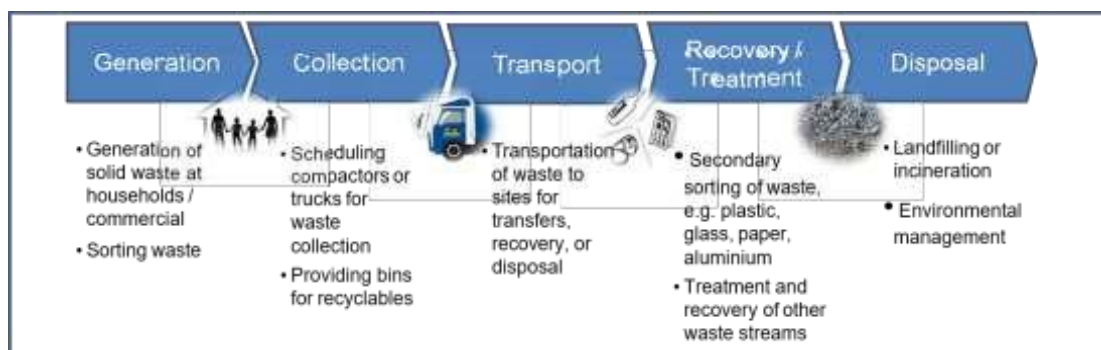 Generation
Collection
Transport
Recovery /
Treatment
Disposal
• Generation of
solid waste at
households /
commercial
• Sorting waste
• Scheduling
compactors or
trucks for
waste
collection
• Providing bins
for recyclables
• Transportation
of waste to
sites for
transfers,
recovery, or
disposal
• Secondary
sorting of waste,
e.g. plastic,
glass, paper,
aluminium
• Treatment and
recovery of other
waste streams
• Landfilling or
incineration
• Environmental
management